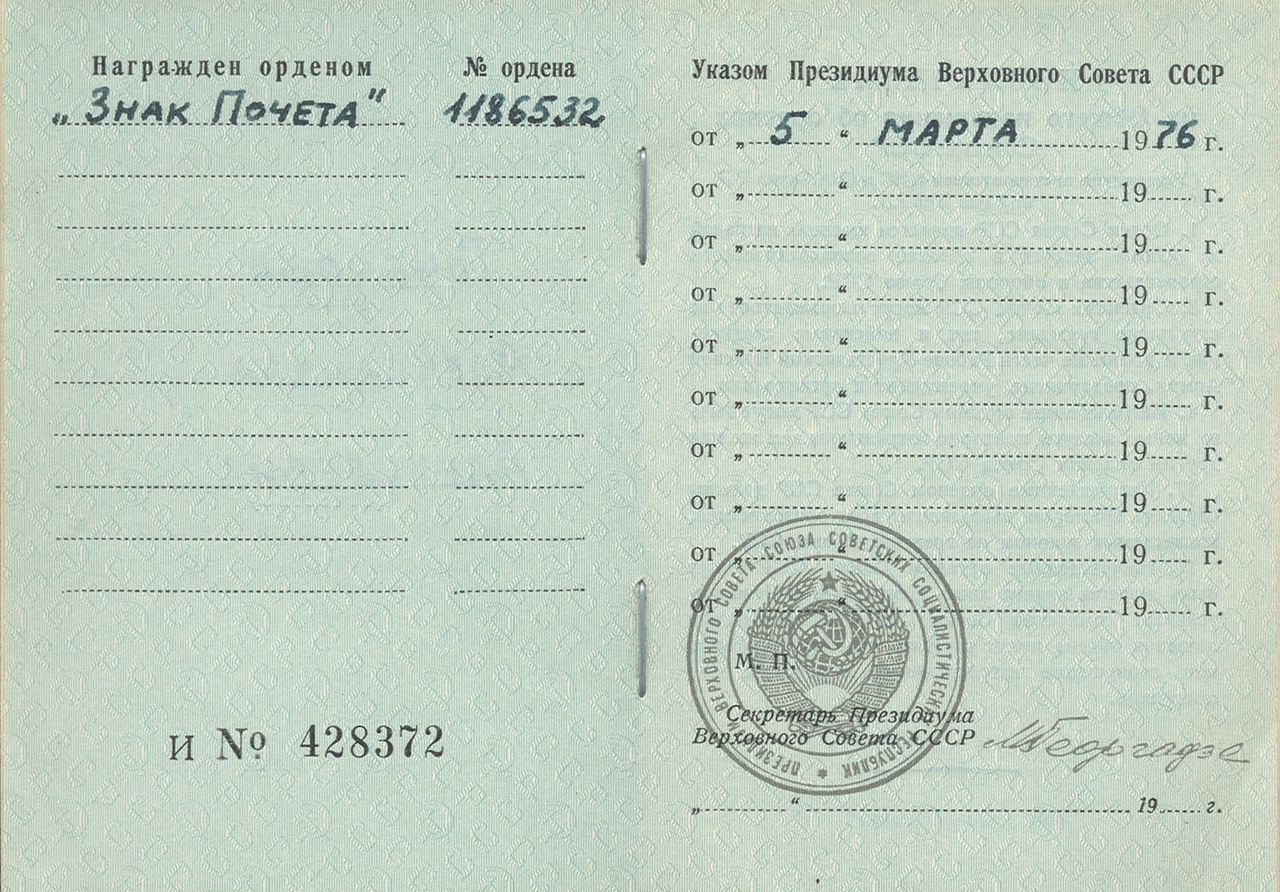 Награжден орденом № ордена
„Знак Почета“ 1186532
И № 428372
Указом Президиума Верховного Совета СССР
от „ 5 “ марта 1976 г.
от „ “ 19 г.
от „ “ 19 г.
от „ “ 19 г.
от „ “ 19 г.
от „ “ 19 г.
от „ “ 19 г.
от „ “ 19 г.
от „ “ 19 г.
от „ “ 19 г.
М. П.
ПРЕЗИДИУМ ВЕРХОВНОГО СОВЕТА СОЮЗА СОВЕТСКИХ СОЦИАЛИСТИЧЕСКИХ РЕСПУБЛИК
Секретарь Президиума
Верховного Совета СССР МГеоргадзе
„ “ 19 г.